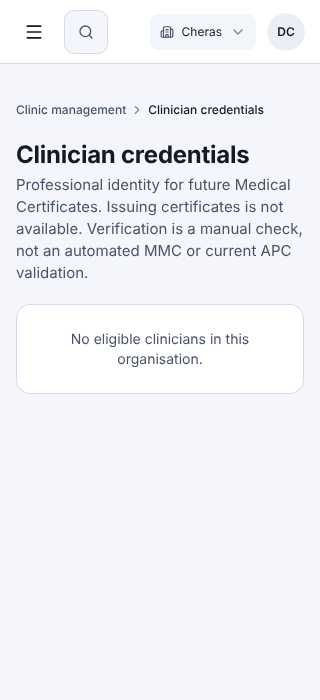 Cheras
DC
Clinic management > Clinician credentials
Clinician credentials
Professional identity for future Medical
Certificates. Issuing certificates is not
available. Verification is a manual check,
not an automated MMC or current APC
validation.
No eligible clinicians in this
organisation.